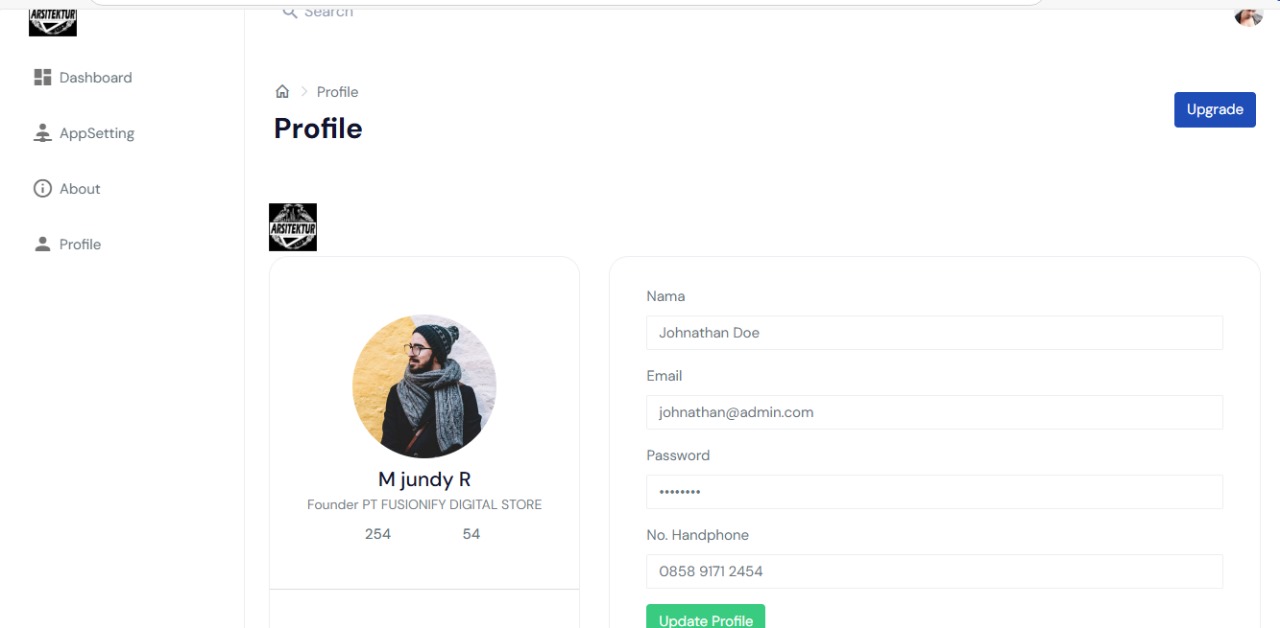 ARSITEKTUR
Search
Dashboard
AppSetting
About
Profile
Profile
Profile
Upgrade
ARSITEKTUR
M jundy R
Founder PT FUSIONIFY DIGITAL STORE
254 54
Nama
Johnathan Doe
Email
johnathan@admin.com
Password
••••••••
No. Handphone
0858 9171 2454
Update Profile